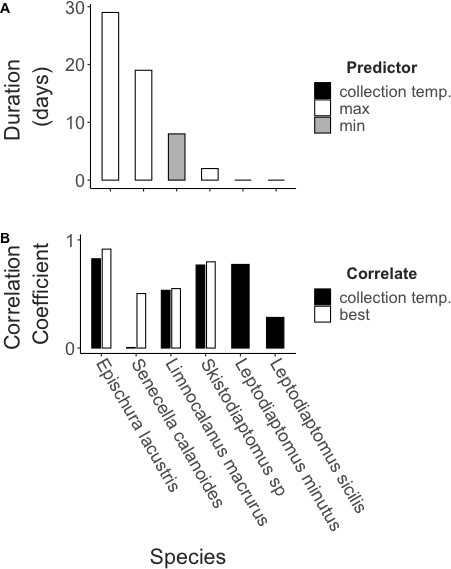 A
30
20
10
0
Duration
(days)
Predictor
collection temp.
max
min
B
1
0
Correlation
Coefficient
Correlate
collection temp.
best
Epischura lacustris
Senecella calanoides
Limnocalanus macrurus
Skistodiaptomus sp
Leptodiaptomus minutus
Leptodiaptomus sicilis
Species